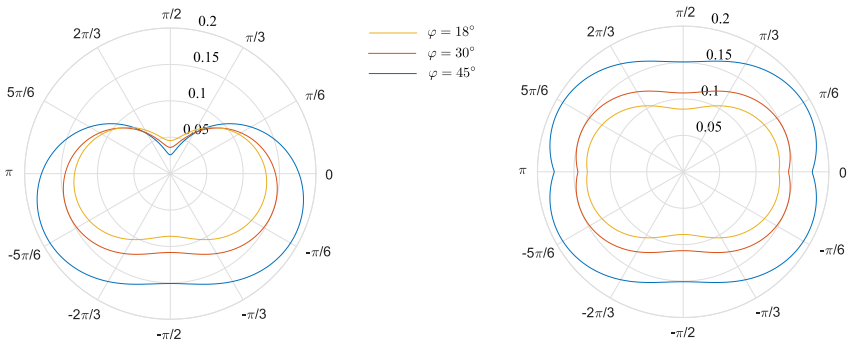 π/2
0.2
2π/3
π/3
0.15
5π/6
0.1
π/6
0.05
π
0
-5π/6
-π/6
-2π/3
-π/3
-π/2
φ = 18°
φ = 30°
φ = 45°
π/2
0.2
2π/3
π/3
0.15
5π/6
0.1
π/6
0.05
π
0
-5π/6
-π/6
-2π/3
-π/3
-π/2